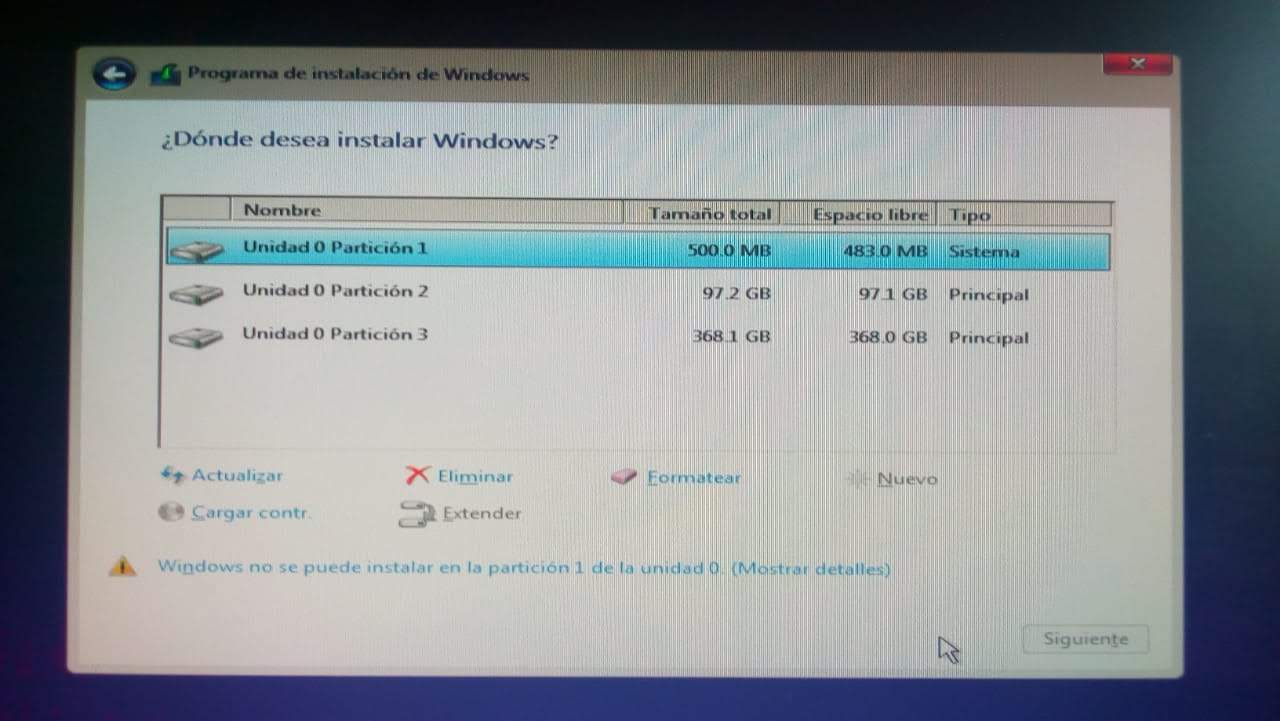 Programa de instalación de Windows
¿Dónde desea instalar Windows?
Nombre Tamaño total Espacio libre Tipo
Unidad 0 Partición 1 500.0 MB 483.0 MB Sistema
Unidad 0 Partición 2 97.2 GB 97.1 GB Principal
Unidad 0 Partición 3 368.1 GB 368.0 GB Principal
Actualizar Eliminar Formatear Nuevo
Cargar contr. Extender
Windows no se puede instalar en la partición 1 de la unidad 0. (Mostrar detalles)
Siguiente